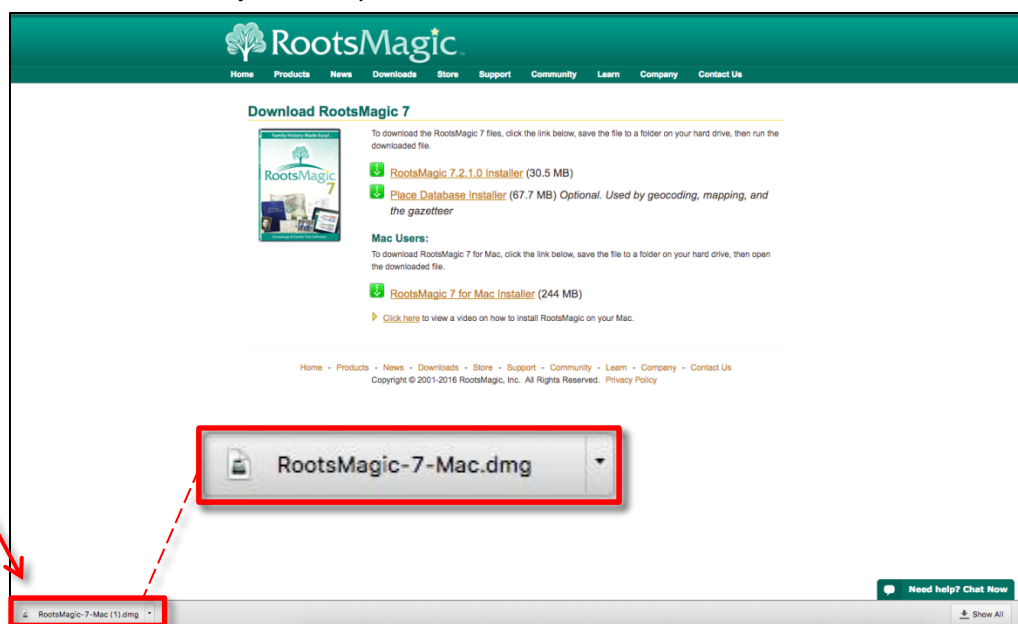 RootsMagic
Home Products News Downloads Store Support Community Learn Company Contact Us
Download RootsMagic 7
Family History Made Easy!
RootsMagic
7
To download the RootsMagic 7 files, click the link below, save the file to a folder on your hard drive, then run the
downloaded file.
RootsMagic 7.2.1.0 Installer (30.5 MB)
Place Database Installer (67.7 MB) Optional. Used by geocoding, mapping, and
the gazetteer
Mac Users:
To download RootsMagic 7 for Mac, click the link below, save the file to a folder on your hard drive, then open
the downloaded file.
RootsMagic 7 for Mac Installer (244 MB)
Click here to view a video on how to install RootsMagic on your Mac.
Home - Products - News - Downloads - Store - Support - Community - Learn - Company - Contact Us
Copyright © 2001-2016 RootsMagic, Inc. All Rights Reserved. Privacy Policy
RootsMagic-7-Mac.dmg
Need help? Chat Now
RootsMagic-7-Mac (1).dmg
Show All